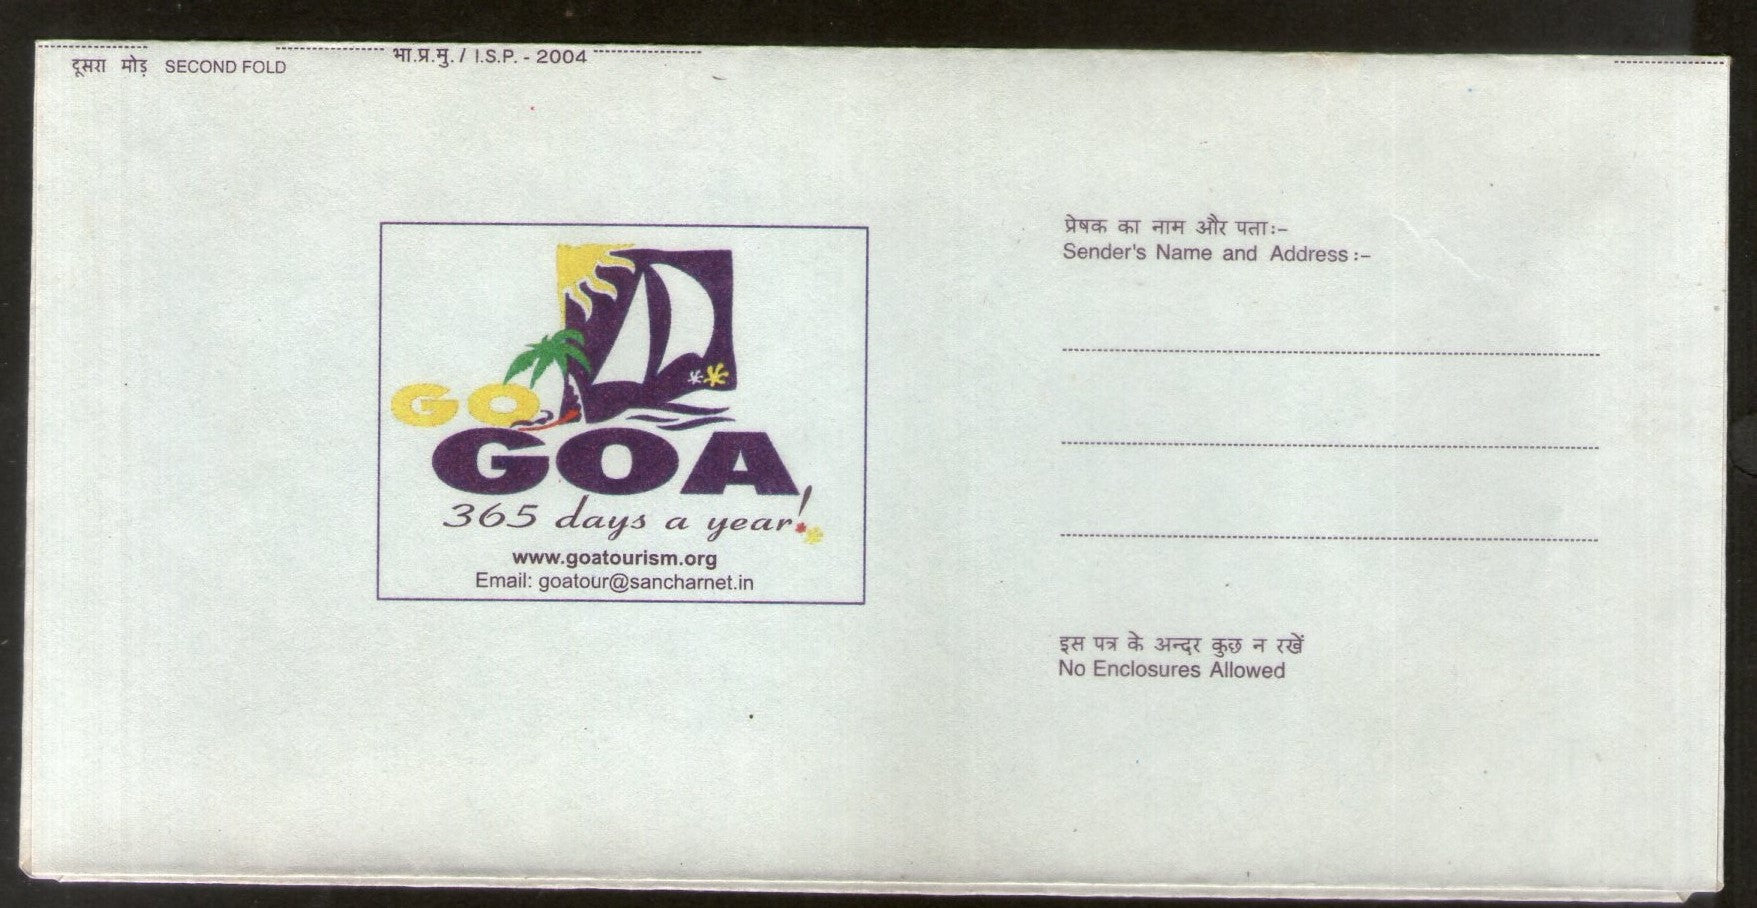 दूसरा मोड़ SECOND FOLD
भा.प्र.मु. / I.S.P. - 2004
GO
GOA
365 days a year!
www.goatourism.org
Email: goatour@sancharnet.in
प्रेषक का नाम और पता:–
Sender's Name and Address :–
इस पत्र के अन्दर कुछ न रखें
No Enclosures Allowed